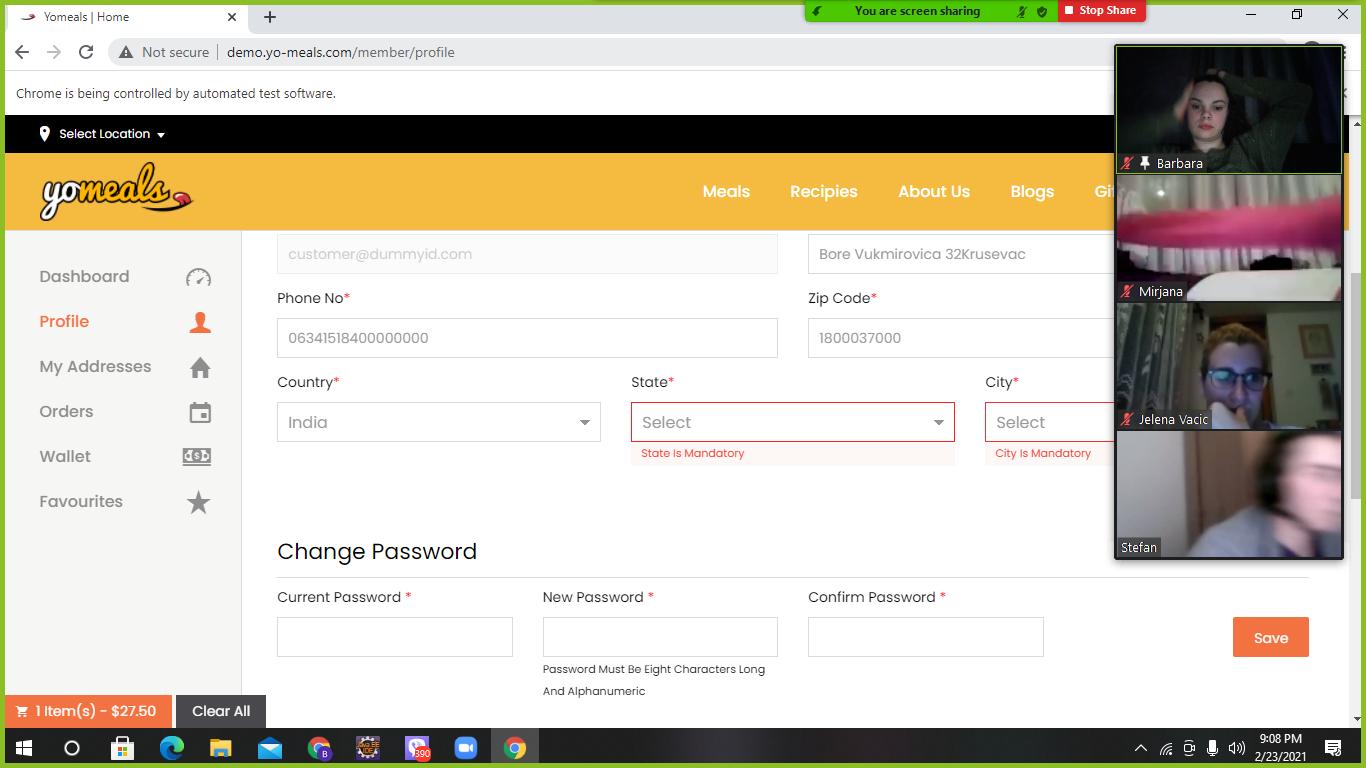 Yomeals | Home
You are screen sharing
Stop Share
Not secure
demo.yo-meals.com/member/profile
Chrome is being controlled by automated test software.
Select Location
yomeals
Meals
Recipies
About Us
Blogs
Gi
Barbara
Mirjana
Jelena Vacic
Stefan
Dashboard
Profile
My Addresses
Orders
Wallet
Favourites
customer@dummyid.com
Bore Vukmirovica 32Krusevac
Phone No*
Zip Code*
06341518400000000
1800037000
Country*
State*
City*
India
Select
Select
State Is Mandatory
City Is Mandatory
Change Password
Current Password *
New Password *
Confirm Password *
Save
Password Must Be Eight Characters Long
And Alphanumeric
1 Item(s) - $27.50
Clear All
B
390
9:08 PM
2/23/2021